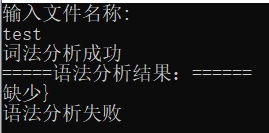 输入文件名称:
test
词法分析成功
=====语法分析结果: ======
缺少}
语法分析失败